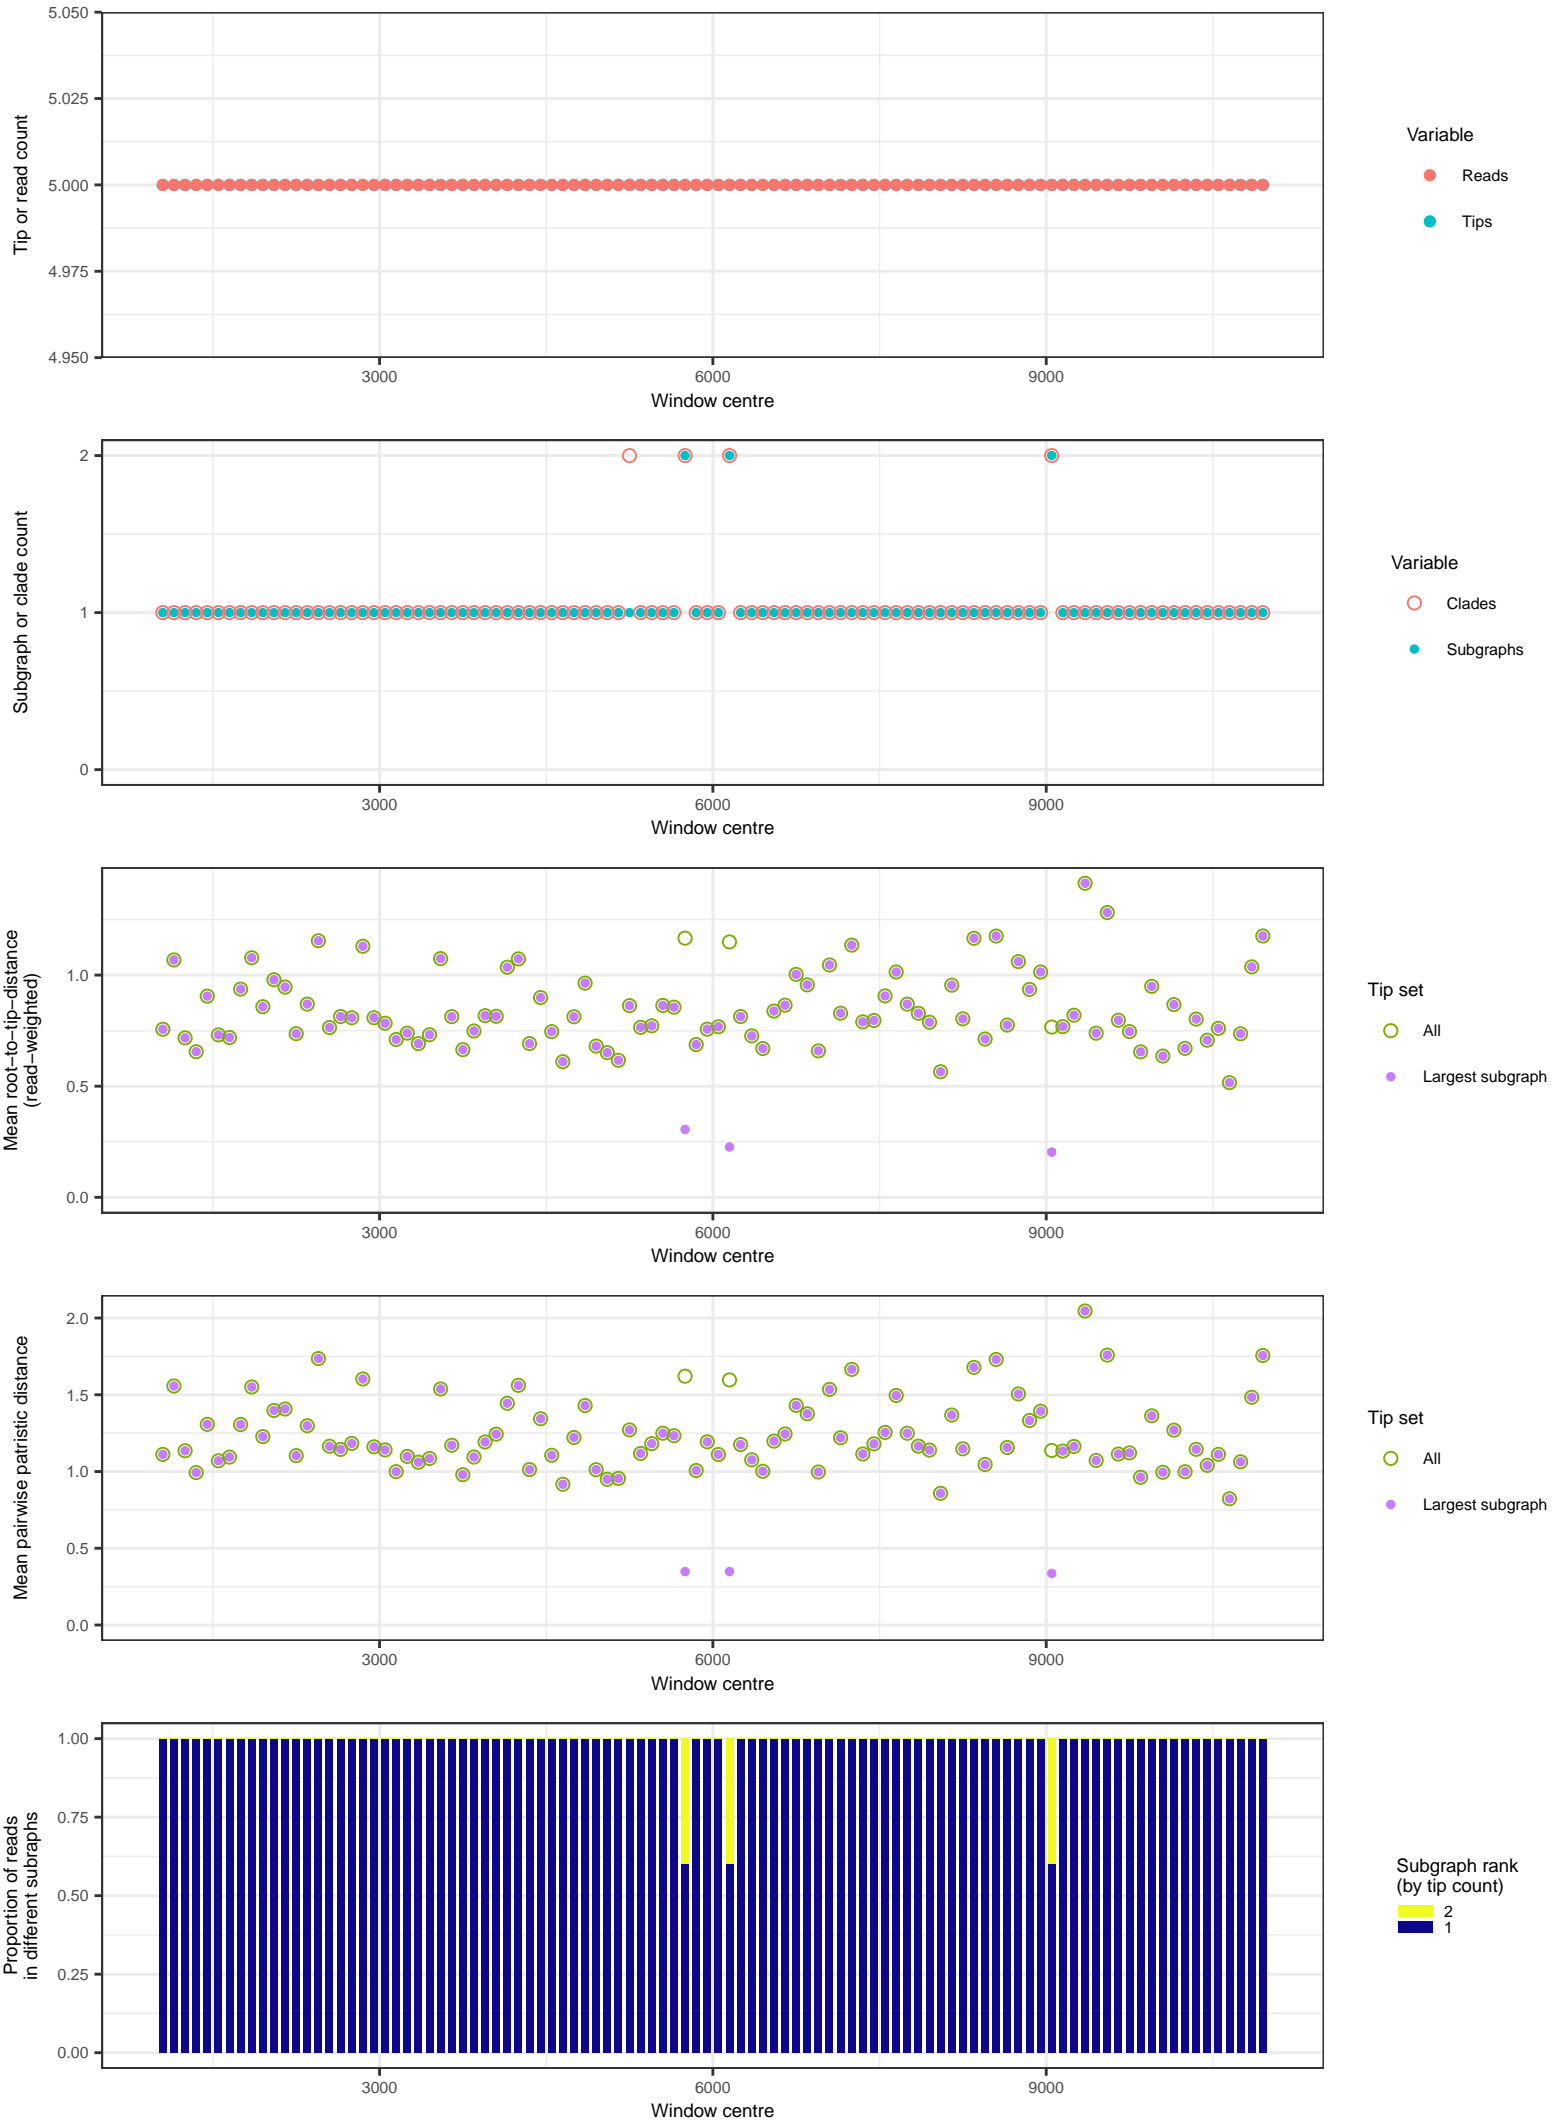 5.050
5.025
5.000
4.975
4.950
Tip or read count
3000
6000
9000
Window centre
Variable
Reads
Tips
2
1
0
Subgraph or clade count
3000
6000
9000
Window centre
Variable
Clades
Subgraphs
1.0
0.5
0.0
Mean root−to−tip−distance
(read−weighted)
3000
6000
9000
Window centre
Tip set
All
Largest subgraph
2.0
1.5
1.0
0.5
0.0
Mean pairwise patristic distance
3000
6000
9000
Window centre
Tip set
All
Largest subgraph
1.00
0.75
0.50
0.25
0.00
Proportion of reads
in different subraphs
3000
6000
9000
Window centre
Subgraph rank
(by tip count)
2
1